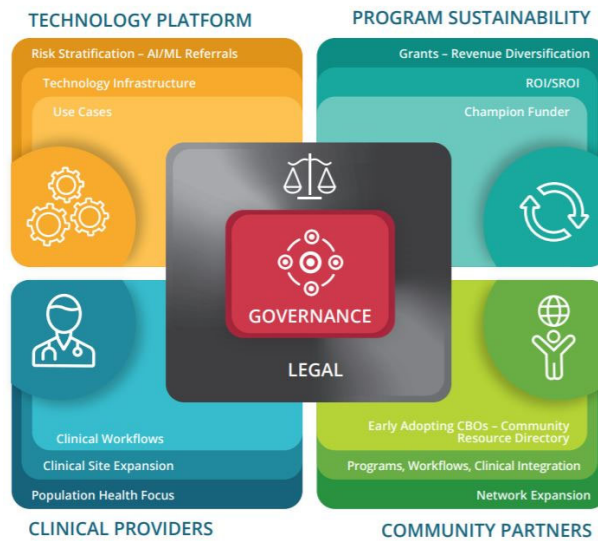 TECHNOLOGY PLATFORM
PROGRAM SUSTAINABILITY
Risk Stratification – AI/ML Referrals
Technology Infrastructure
Use Cases
Grants – Revenue Diversification
ROI/SROI
Champion Funder
GOVERNANCE
LEGAL
Clinical Workflows
Clinical Site Expansion
Population Health Focus
Early Adopting CBOs – Community
Resource Directory
Programs, Workflows, Clinical Integration
Network Expansion
CLINICAL PROVIDERS
COMMUNITY PARTNERS